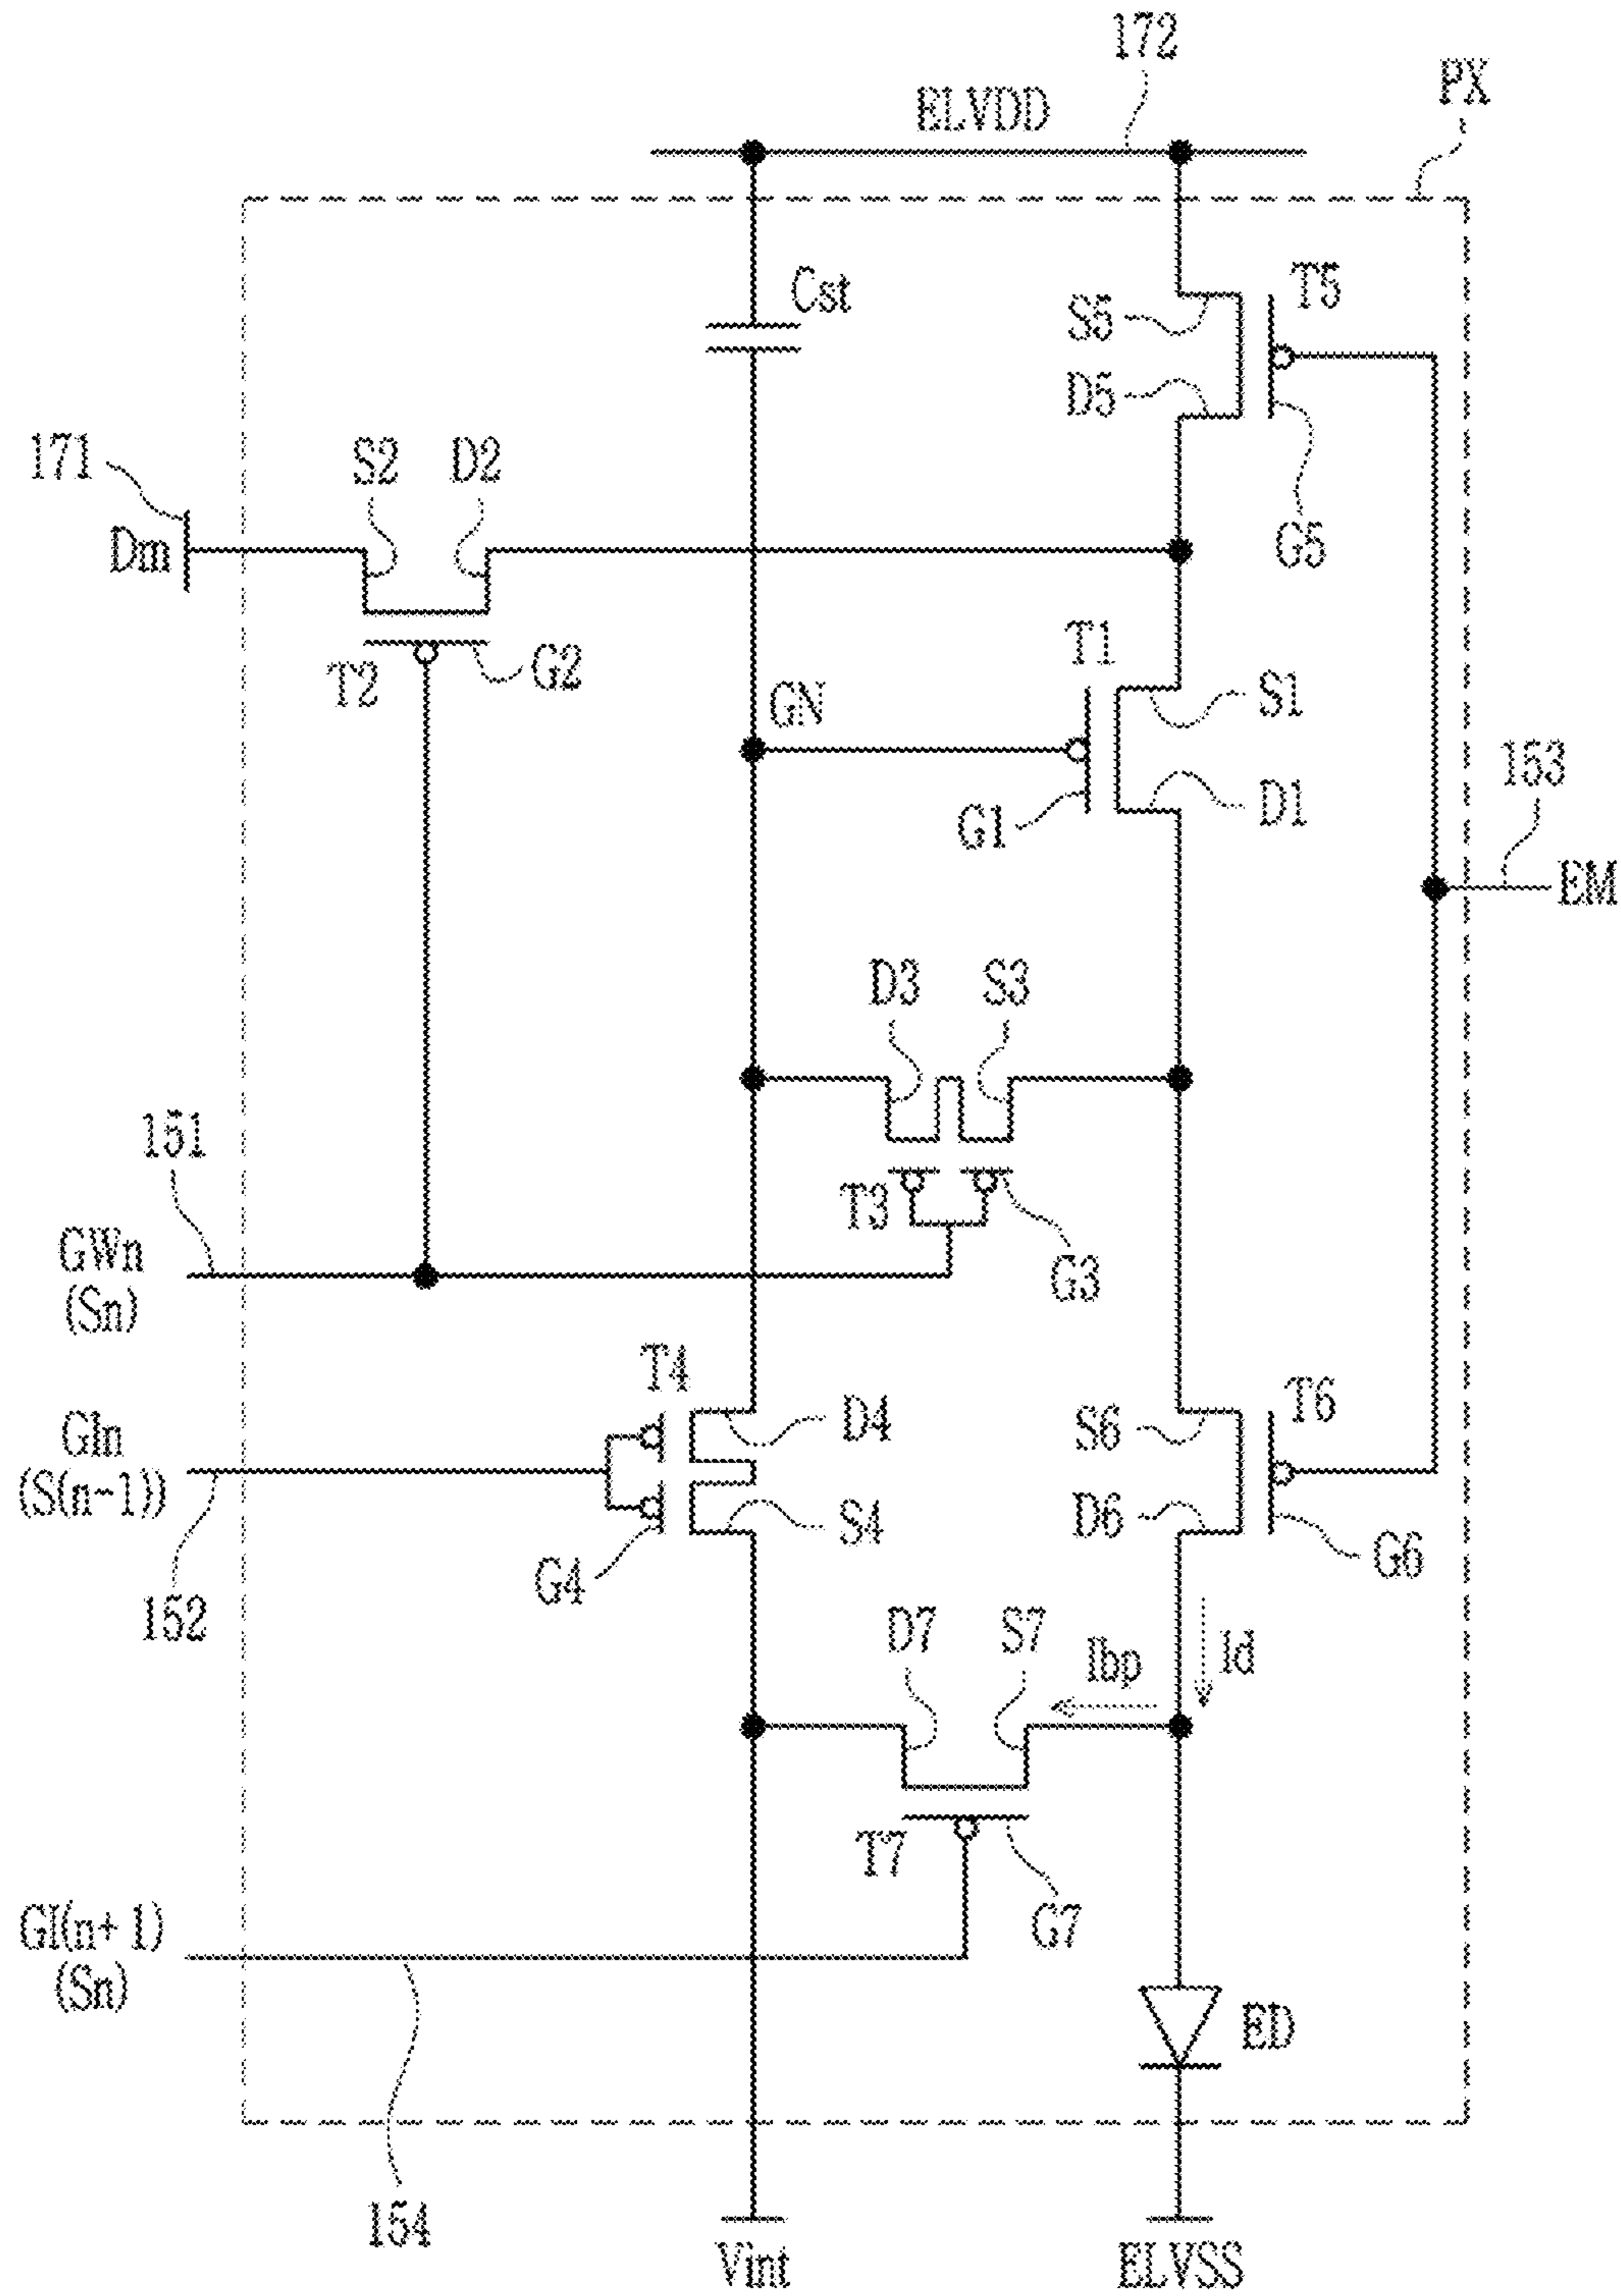 172
PX
ELVDD
Cst
T5
S5
D5
171
S2
D2
Dm
G5
T1
T2
G2
S1
GN
153
D1
G1
EM
D3
S3
151
T3
GWn
G3
(Sn)
T4
T6
GIn
D4
S6
(S(n-1))
D6
S4
G4
G6
152
D7
S7
Ibp
Id
T7
GI(n+1)
G7
(Sn)
ED
154
Vint
ELVSS